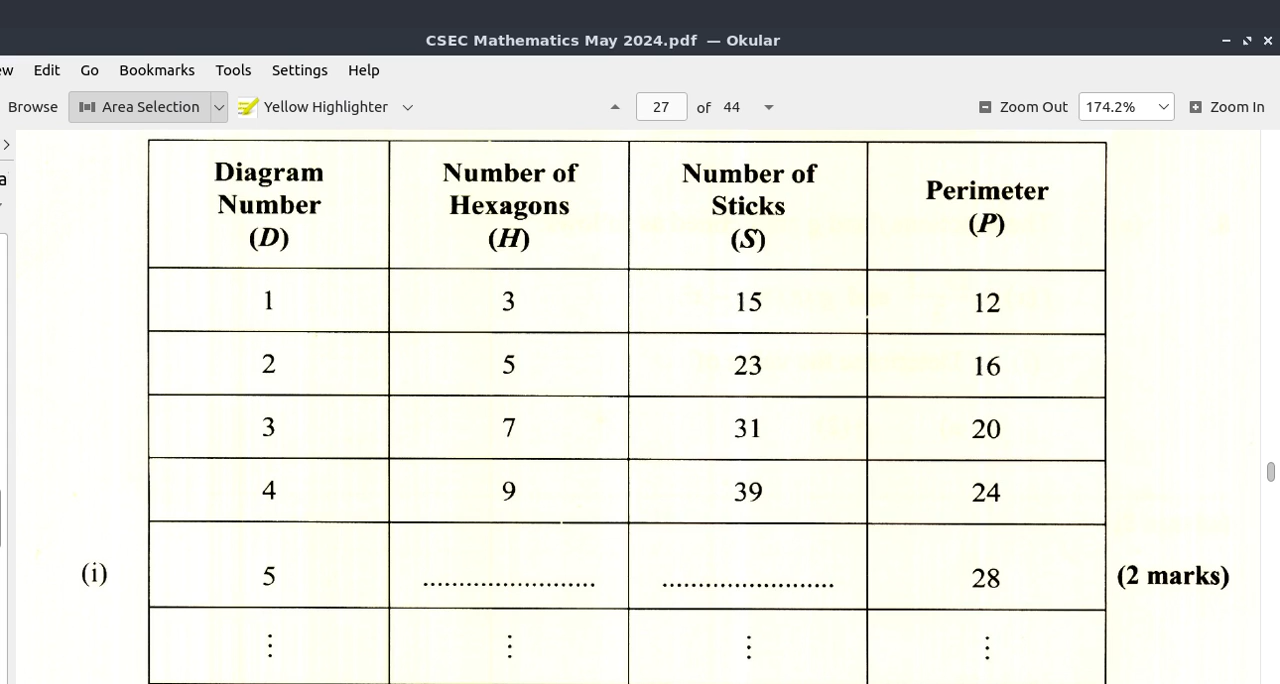 CSEC Mathematics May 2024.pdf — Okular
Edit Go Bookmarks Tools Settings Help
Browse Area Selection Yellow Highlighter 27 of 44 Zoom Out 174.2% Zoom In
Diagram Number (D) Number of Hexagons (H) Number of Sticks (S) Perimeter (P)
1 3 15 12
2 5 23 16
3 7 31 20
4 9 39 24
(i) 5 ........................ ........................ 28 (2 marks)
⋮ ⋮ ⋮ ⋮